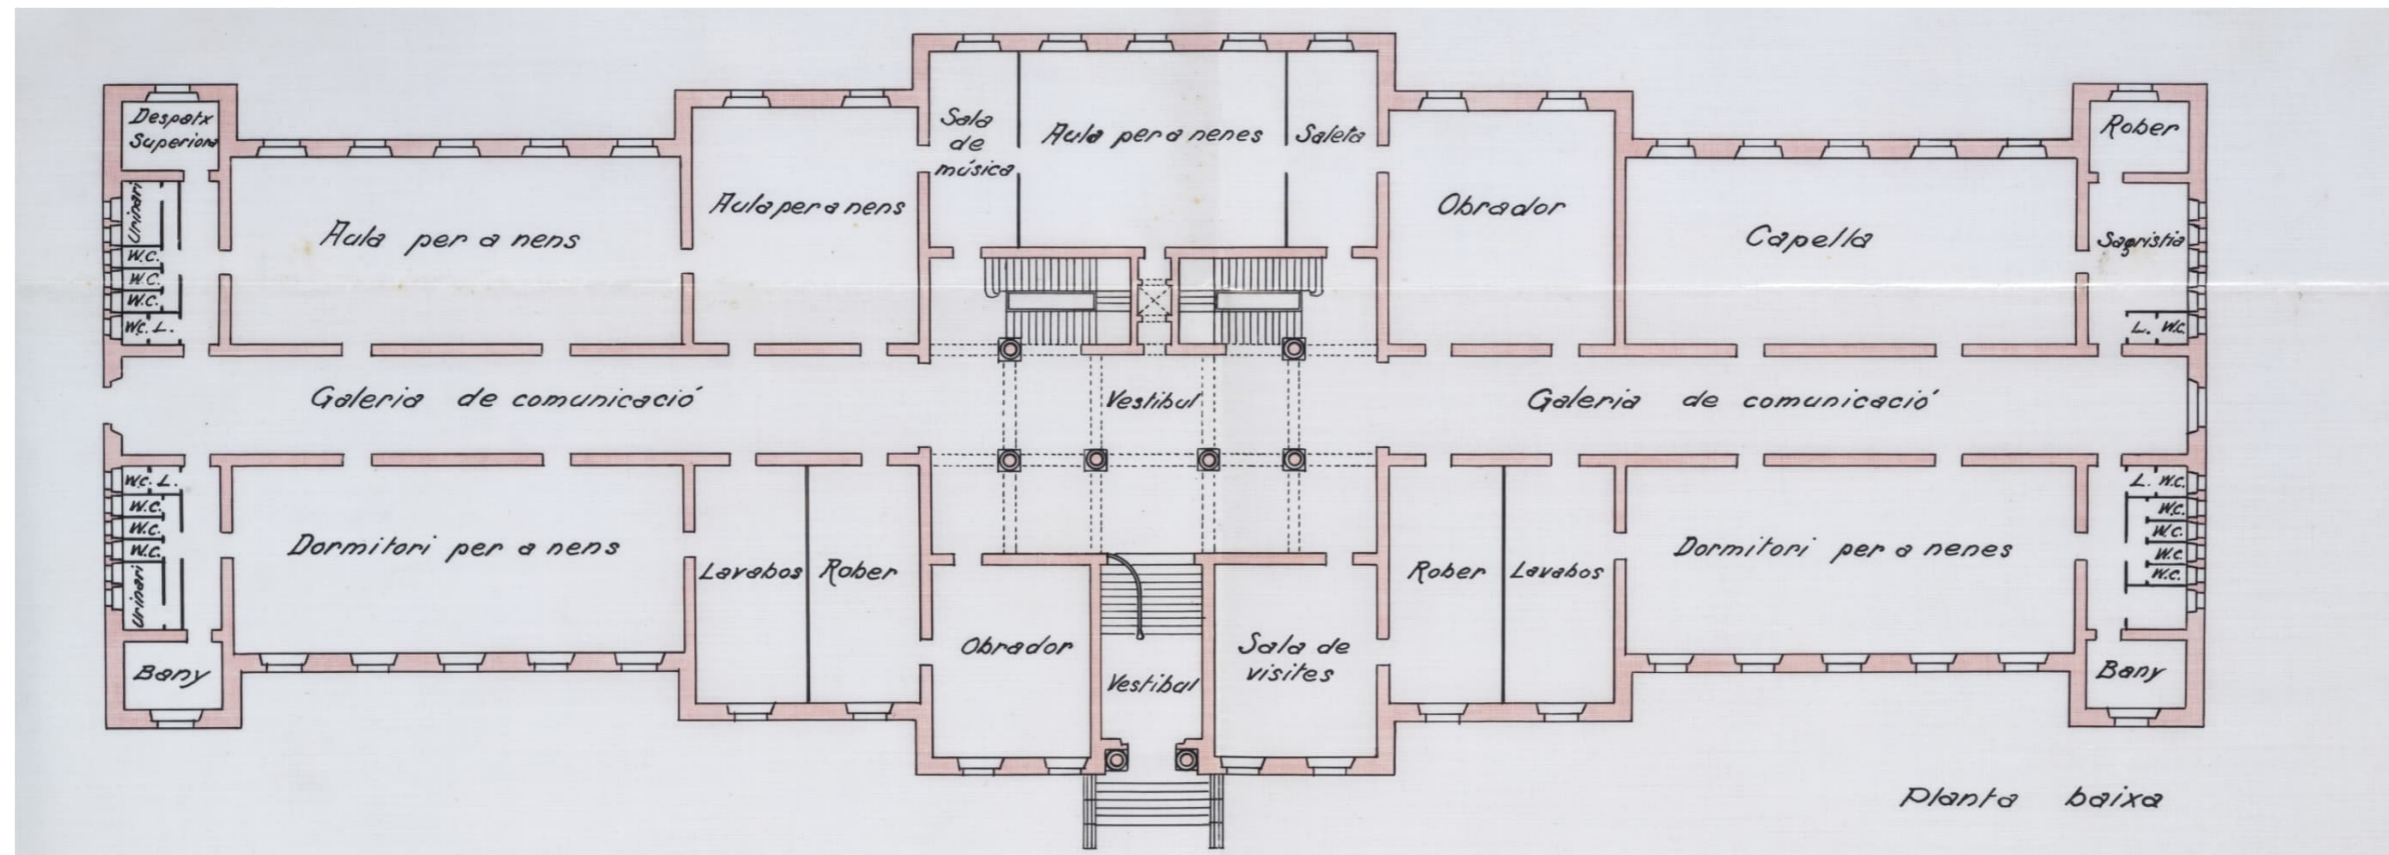 Despatx
Superiora
Urinari
W.C.
W.C.
W.C.
W.C. L.
Aula per a nens
Aula per a nens
Sala
de
música
Aula per a nenes
Saleta
Obrador
Capella
Rober
Sagristia
L. W.C.
Galeria de comunicació
Vestibul
Galeria de comunicació
W.C. L.
W.C.
W.C.
W.C.
Urinari
Bany
Dormitori per a nens
Lavabos
Rober
Obrador
Vestibul
Sala de
visites
Rober
Lavabos
Dormitori per a nenes
L. W.C.
W.C.
W.C.
W.C.
W.C.
Bany
Planta baixa